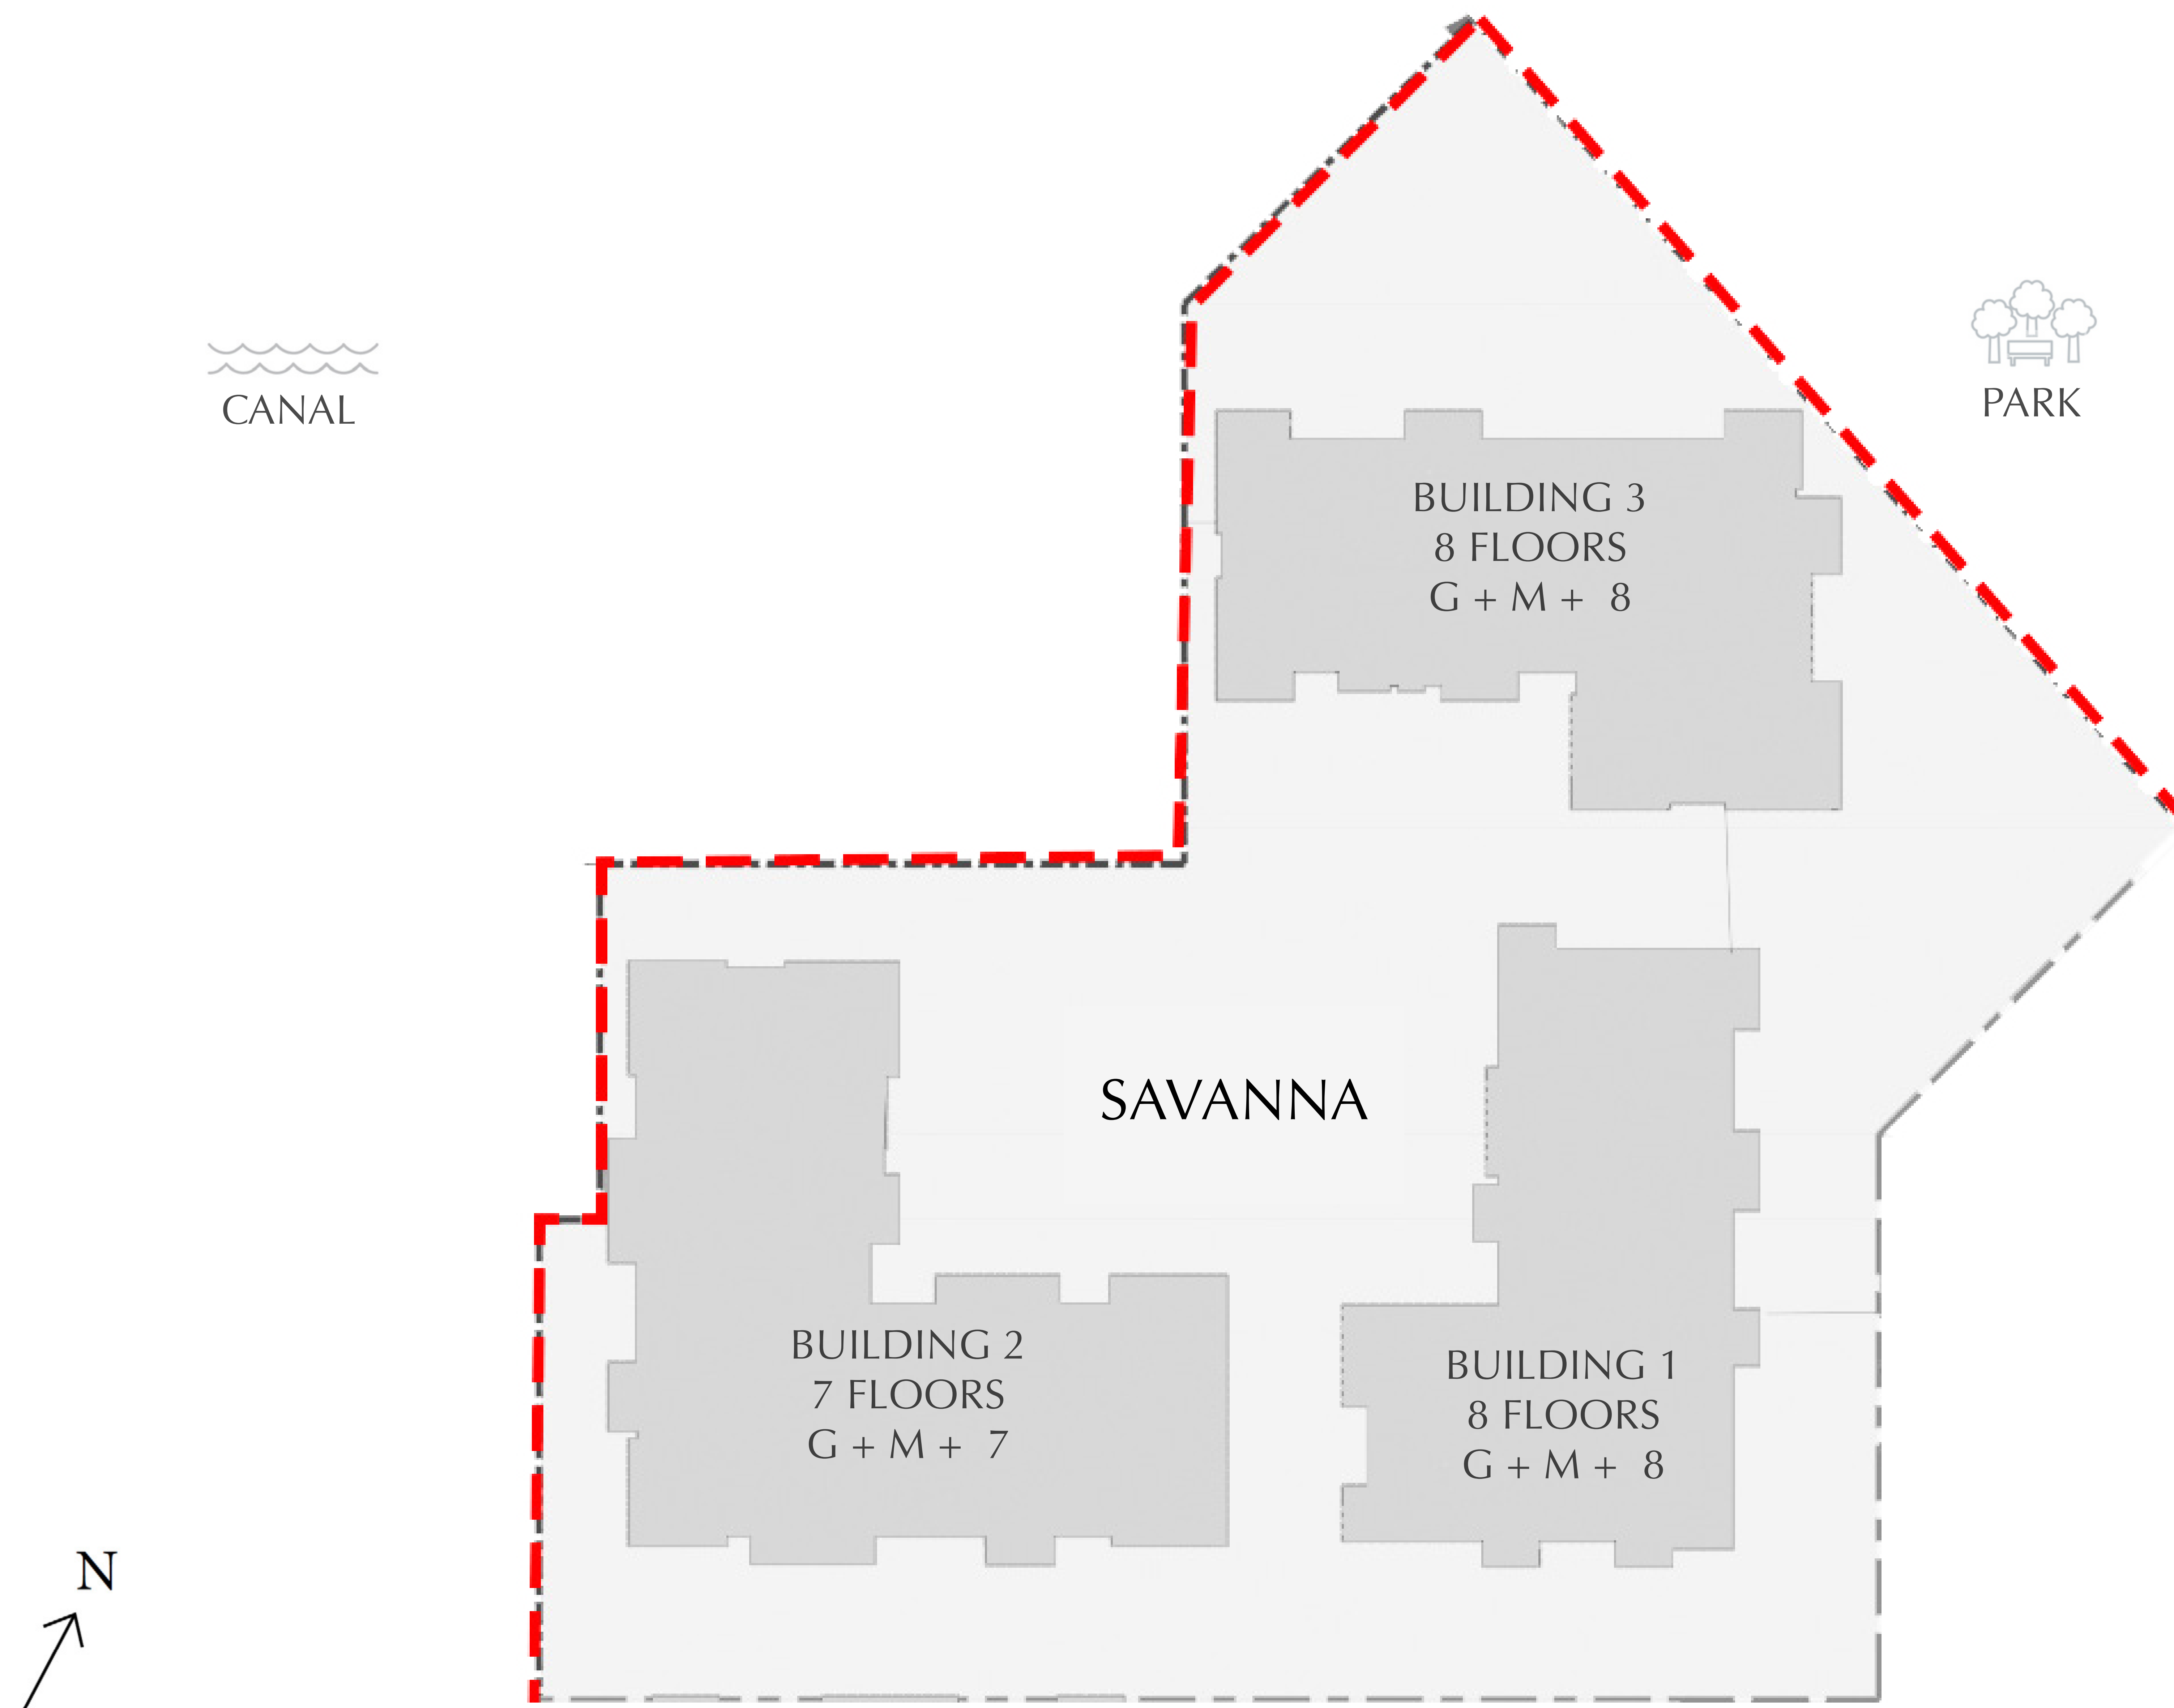 CANAL
PARK
BUILDING 3
8 FLOORS
G + M + 8
SAVANNA
BUILDING 2
7 FLOORS
G + M + 7
BUILDING 1
8 FLOORS
G + M + 8
N